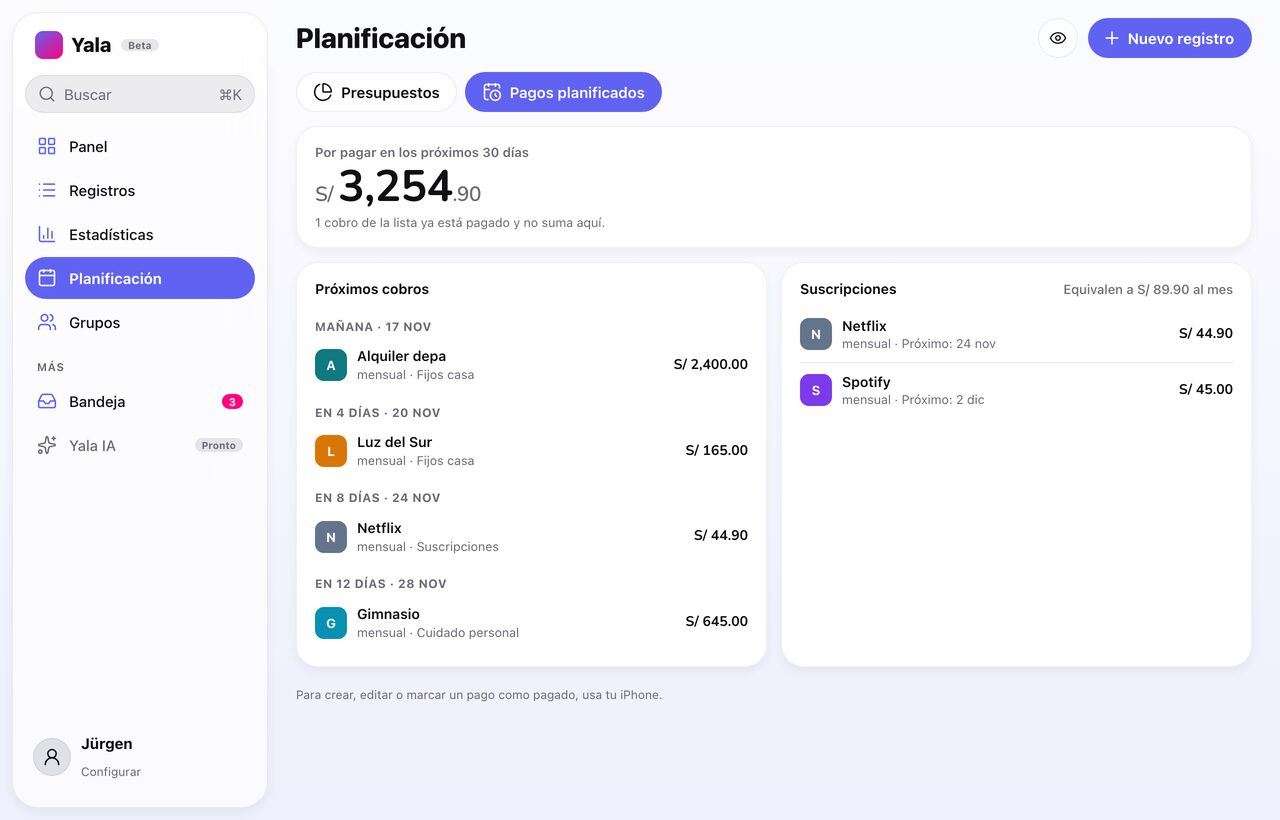 Yala Beta
Buscar ⌘K
Panel
Registros
Estadísticas
Planificación
Grupos
MÁS
Bandeja 3
Yala IA Pronto
Jürgen
Configurar
Planificación
Nuevo registro
Presupuestos
Pagos planificados
Por pagar en los próximos 30 días
S/ 3,254.90
1 cobro de la lista ya está pagado y no suma aquí.
Próximos cobros
MAÑANA · 17 NOV
A Alquiler depa S/ 2,400.00
mensual · Fijos casa
EN 4 DÍAS · 20 NOV
L Luz del Sur S/ 165.00
mensual · Fijos casa
EN 8 DÍAS · 24 NOV
N Netflix S/ 44.90
mensual · Suscripciones
EN 12 DÍAS · 28 NOV
G Gimnasio S/ 645.00
mensual · Cuidado personal
Suscripciones Equivalen a S/ 89.90 al mes
N Netflix S/ 44.90
mensual · Próximo: 24 nov
S Spotify S/ 45.00
mensual · Próximo: 2 dic
Para crear, editar o marcar un pago como pagado, usa tu iPhone.